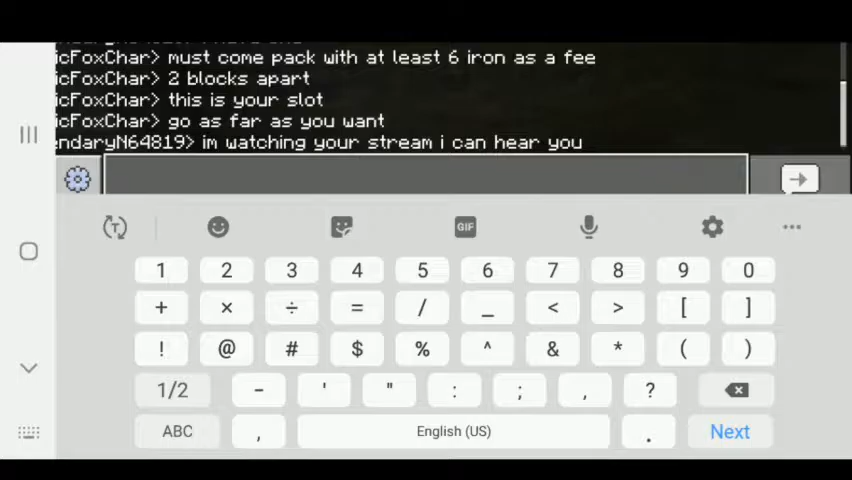 icFoxChar> must come pack with at least 6 iron as a fee
icFoxChar> 2 blocks apart
icFoxChar> this is your slot
icFoxChar> go as far as you want
endaryN64819> im watching your stream i can hear you
T GIF
1 2 3 4 5 6 7 8 9 0
+ × ÷ = / _ < > [ ]
! @ # $ % ^ & * ( )
1/2 - ' " : ; , ?
ABC , English (US) . Next